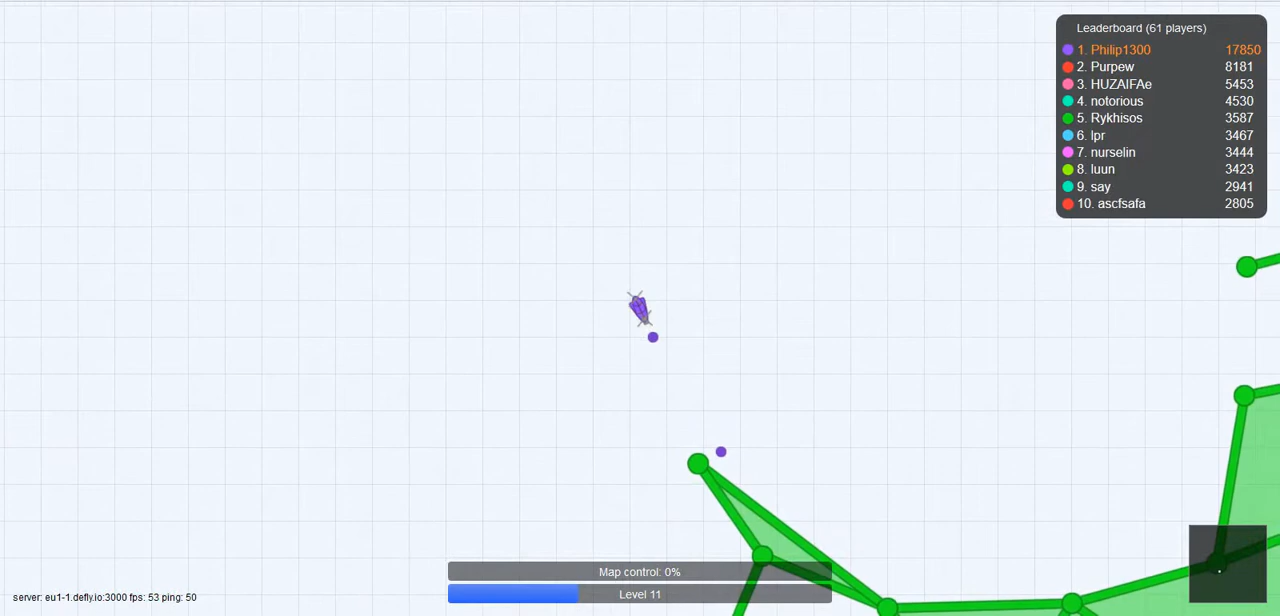 Leaderboard (61 players)
1. Philip1300 17850
2. Purpew 8181
3. HUZAIFAe 5453
4. notorious 4530
5. Rykhisos 3587
6. lpr 3467
7. nurselin 3444
8. luun 3423
9. say 2941
10. ascfsafa 2805
Map control: 0%
Level 11
server: eu1-1.defly.io:3000 fps: 53 ping: 50